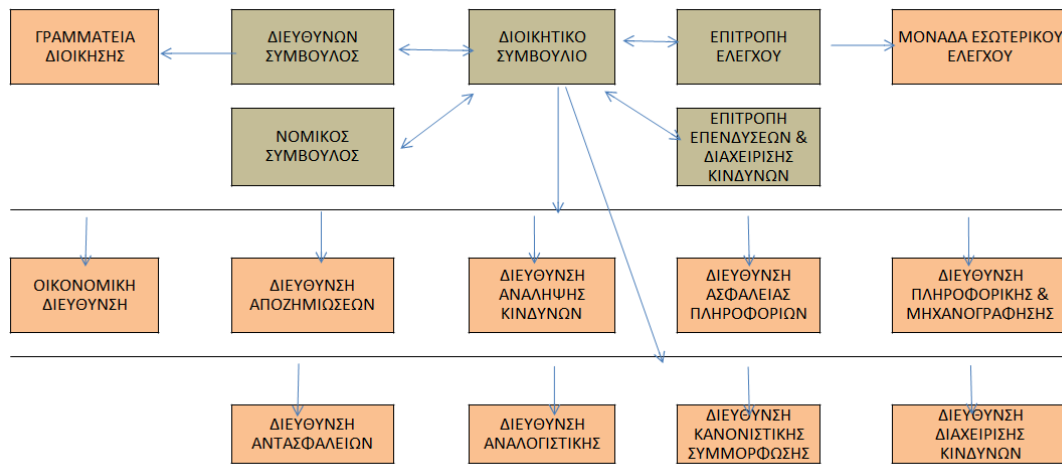 ΓΡΑΜΜΑΤΕΙΑ
ΔΙΟΙΚΗΣΗΣ
ΔΙΕΥΘΥΝΩΝ
ΣΥΜΒΟΥΛΟΣ
ΔΙΟΙΚΗΤΙΚΟ
ΣΥΜΒΟΥΛΙΟ
ΕΠΙΤΡΟΠΗ
ΕΛΕΓΧΟΥ
ΜΟΝΑΔΑ ΕΣΩΤΕΡΙΚΟΥ
ΕΛΕΓΧΟΥ
ΝΟΜΙΚΟΣ
ΣΥΜΒΟΥΛΟΣ
ΕΠΙΤΡΟΠΗ
ΕΠΕΝΔΥΣΕΩΝ &
ΔΙΑΧΕΙΡΙΣΗΣ
ΚΙΝΔΥΝΩΝ
ΟΙΚΟΝΟΜΙΚΗ
ΔΙΕΥΘΥΝΣΗ
ΔΙΕΥΘΥΝΣΗ
ΑΠΟΖΗΜΙΩΣΕΩΝ
ΔΙΕΥΘΥΝΣΗ
ΑΝΑΛΗΨΗΣ
ΚΙΝΔΥΝΩΝ
ΔΙΕΥΘΥΝΣΗ
ΑΣΦΑΛΕΙΑΣ
ΠΛΗΡΟΦΟΡΙΩΝ
ΔΙΕΥΘΥΝΣΗ
ΠΛΗΡΟΦΟΡΙΚΗΣ &
ΜΗΧΑΝΟΓΡΑΦΗΣΗΣ
ΔΙΕΥΘΥΝΣΗ
ΑΝΤΑΣΦΑΛΕΙΩΝ
ΔΙΕΥΘΥΝΣΗ
ΑΝΑΛΟΓΙΣΤΙΚΗΣ
ΔΙΕΥΘΥΝΣΗ
ΚΑΝΟΝΙΣΤΙΚΗΣ
ΣΥΜΜΟΡΦΩΣΗΣ
ΔΙΕΥΘΥΝΣΗ
ΔΙΑΧΕΙΡΙΣΗΣ
ΚΙΝΔΥΝΩΝ